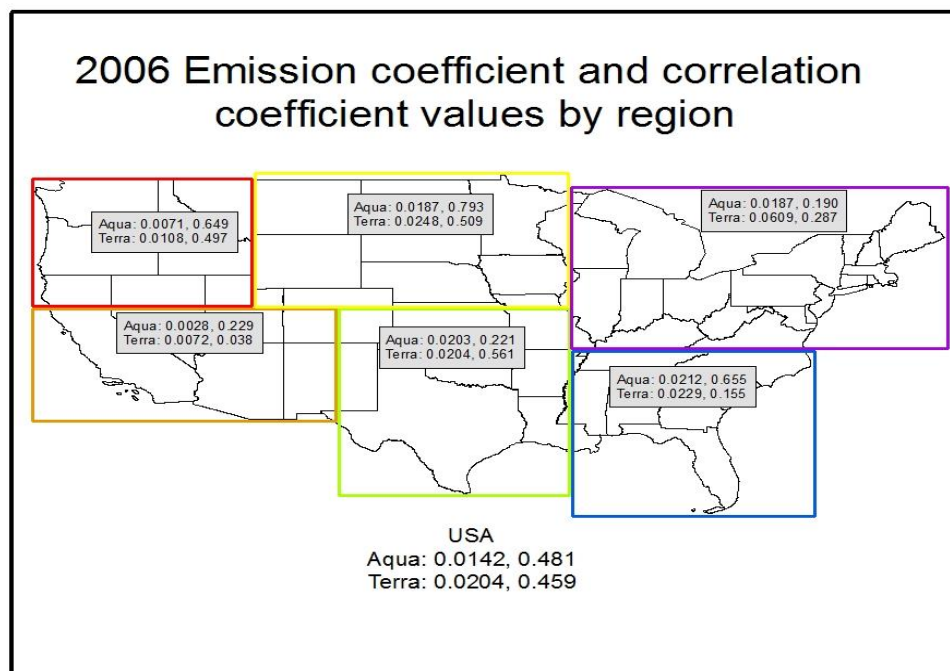 2006 Emission coefficient and correlation
coefficient values by region
Aqua: 0.0071, 0.649
Terra: 0.0108, 0.497
Aqua: 0.0187, 0.793
Terra: 0.0248, 0.509
Aqua: 0.0187, 0.190
Terra: 0.0609, 0.287
Aqua: 0.0028, 0.229
Terra: 0.0072, 0.038
Aqua: 0.0203, 0.221
Terra: 0.0204, 0.561
Aqua: 0.0212, 0.655
Terra: 0.0229, 0.155
USA
Aqua: 0.0142, 0.481
Terra: 0.0204, 0.459